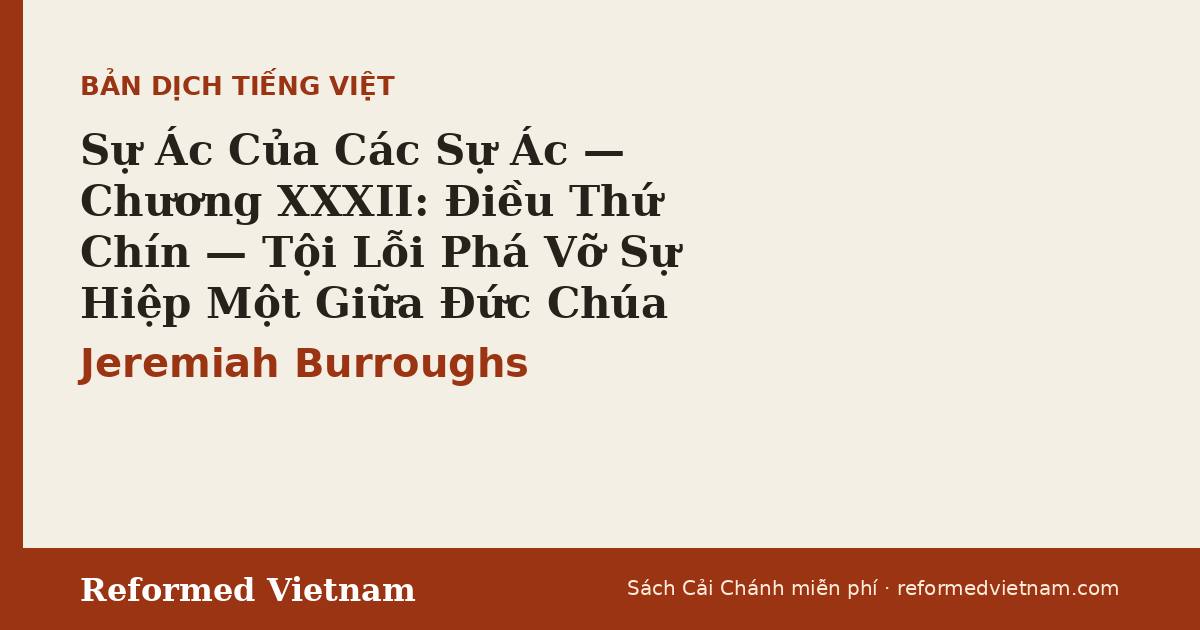 BẢN DỊCH TIẾNG VIỆT
Sự Ác Của Các Sự Ác —
Chương XXXII: Điều Thứ
Chín — Tội Lỗi Phá Vỡ Sự
Hiệp Một Giữa Đức Chúa
Jeremiah Burroughs
Reformed Vietnam
Sách Cải Chánh miễn phí · reformedvietnam.com